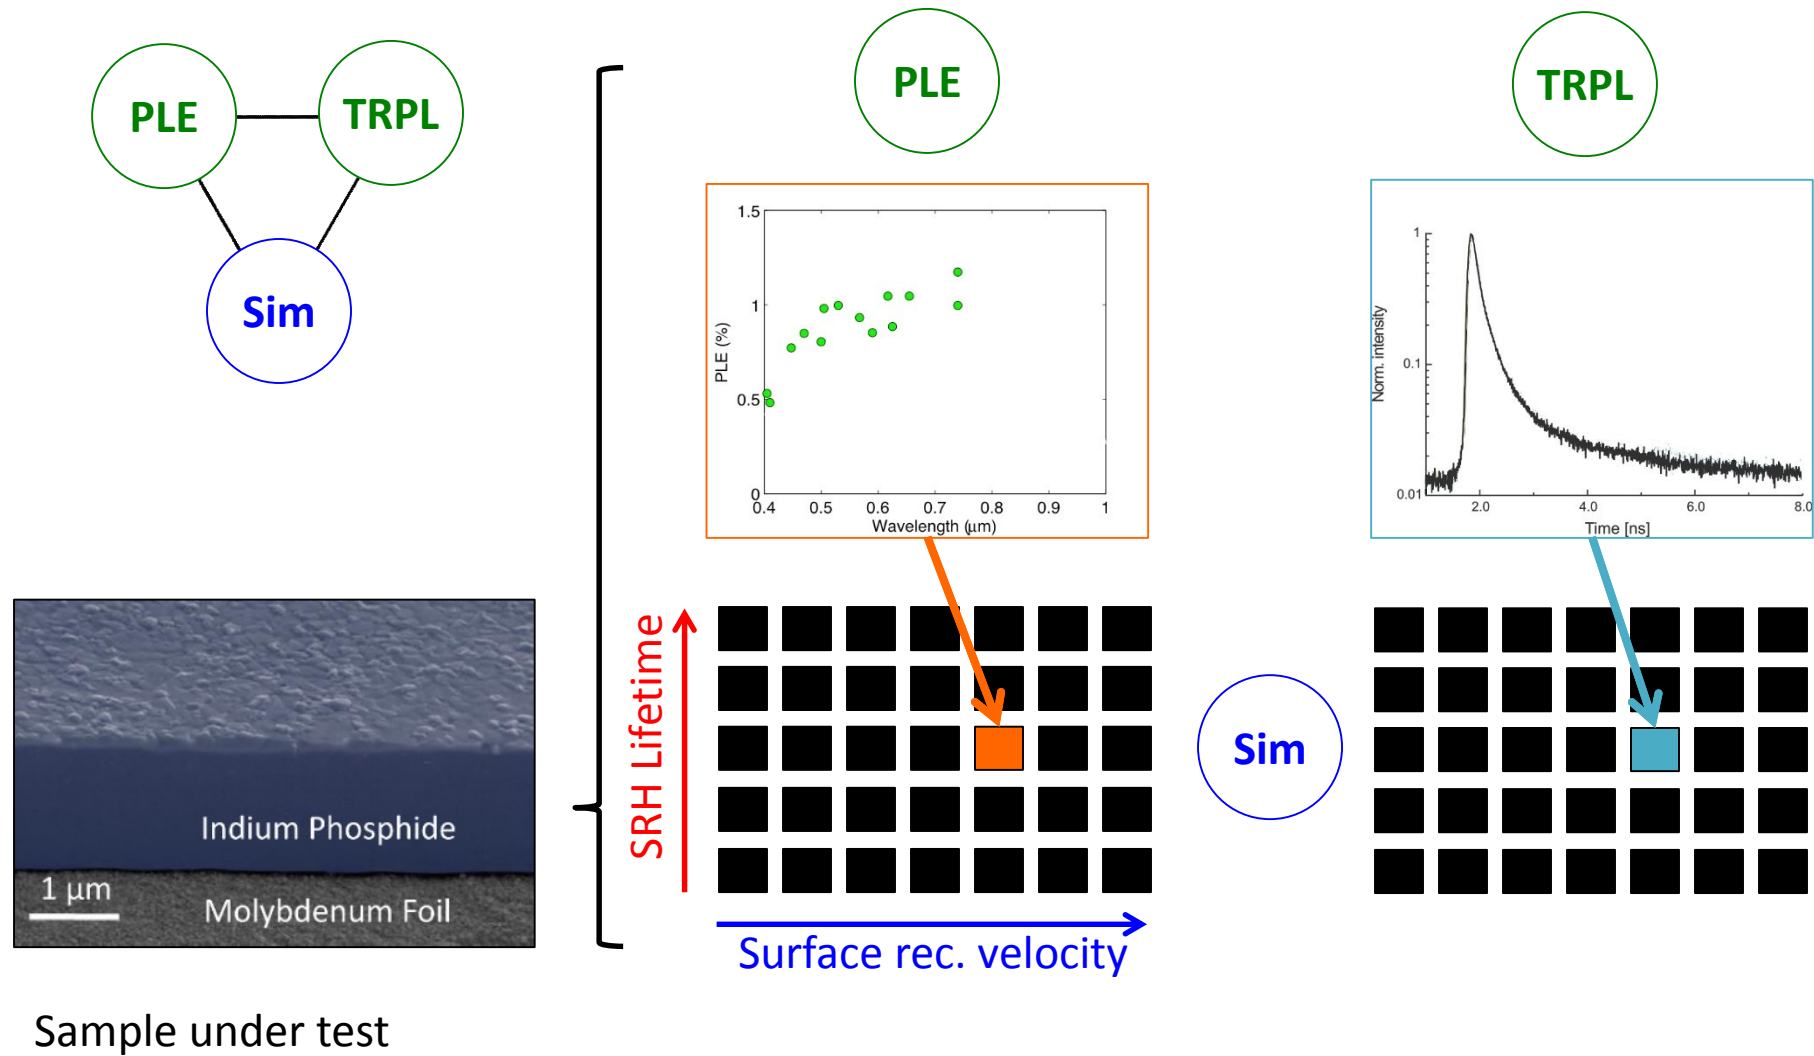 PLE
TRPL
Sim
PLE
TRPL
1.5
1
0.5
0
PLE (%)
0.4 0.5 0.6 0.7 0.8 0.9 1
Wavelength (μm)
1
0.1
0.01
Norm. intensity
2.0 4.0 6.0 8.0
Time [ns]
SRH Lifetime
Surface rec. velocity
Sim
Indium Phosphide
1 μm
Molybdenum Foil
Sample under test